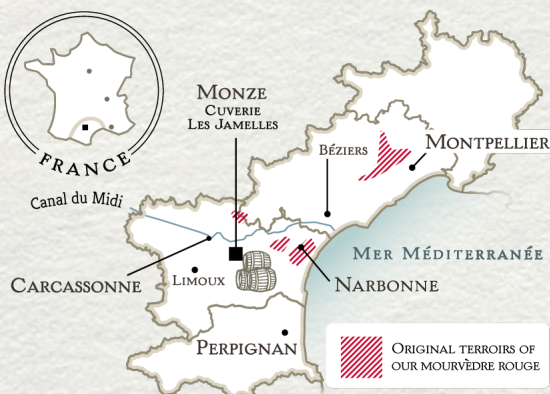 FRANCE
MONZE
CUVERIE
LES JAMELLES
BÉZIERS
MONTPELLIER
Canal du Midi
MER MÉDITERRANÉE
CARCASSONNE
LIMOUX
NARBONNE
PERPIGNAN
ORIGINAL TERROIRS OF
OUR MOURVÈDRE ROUGE